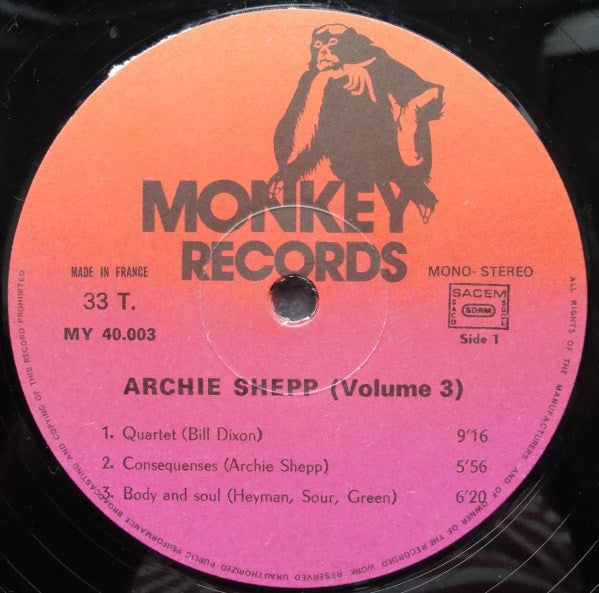 MONKEY
RECORDS
MADE IN FRANCE
33 T.
MY 40.003
MONO-STEREO
SACEM
SACD SDRM SGDL
Side 1
ARCHIE SHEPP (Volume 3)
1. Quartet (Bill Dixon) 9'16
2. Consequenses (Archie Shepp) 5'56
3. Body and soul (Heyman, Sour, Green) 6'20
ALL RIGHTS OF THE MANUFACTURERS AND OF OWNER OF THE RECORDED WORK RESERVED UNAUTHORIZED PUBLIC PERFORMANCE BROADCASTING AND COPYING OF THIS RECORD PROHIBITED.